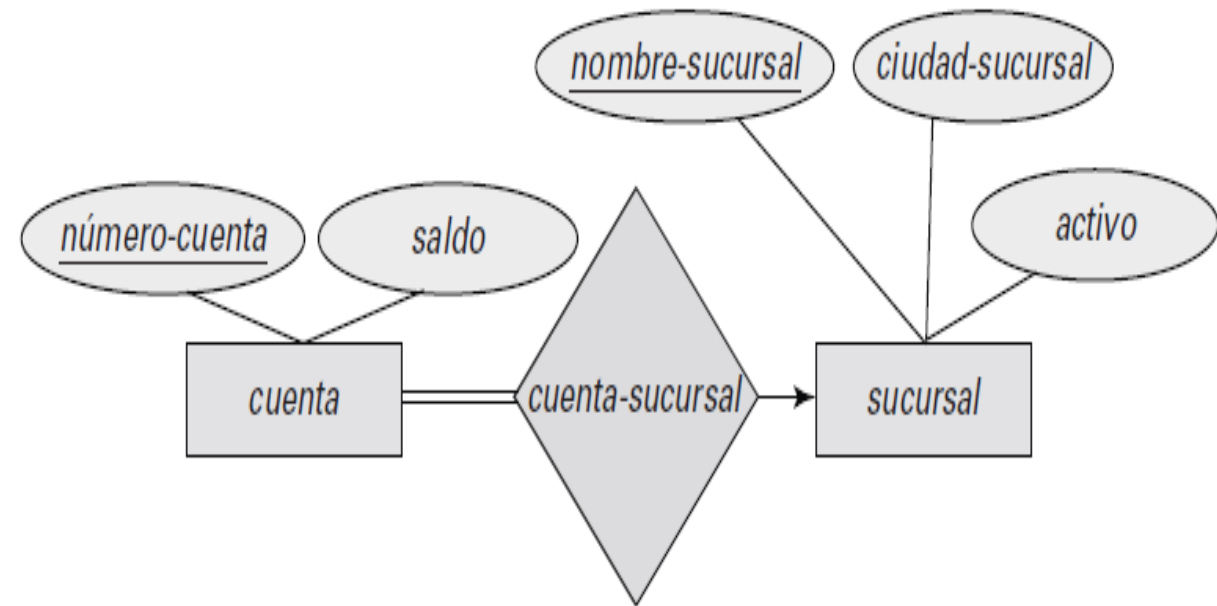 nombre-sucursal
ciudad-sucursal
número-cuenta
saldo
activo
cuenta
cuenta-sucursal
sucursal